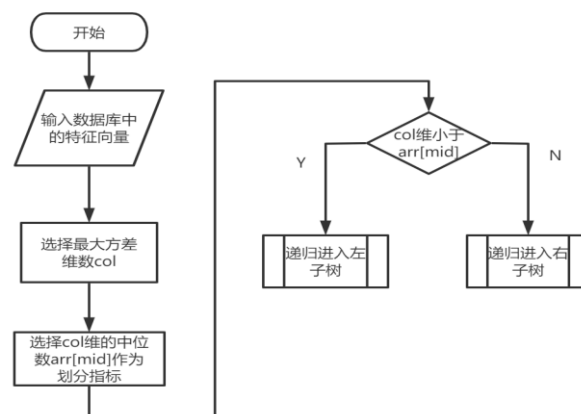 开始
输入数据库中
的特征向量
选择最大方差
维数col
选择col维的中位
数arr[mid]作为
划分指标
col维小于
arr[mid]
Y
N
递归进入左
子树
递归进入右
子树